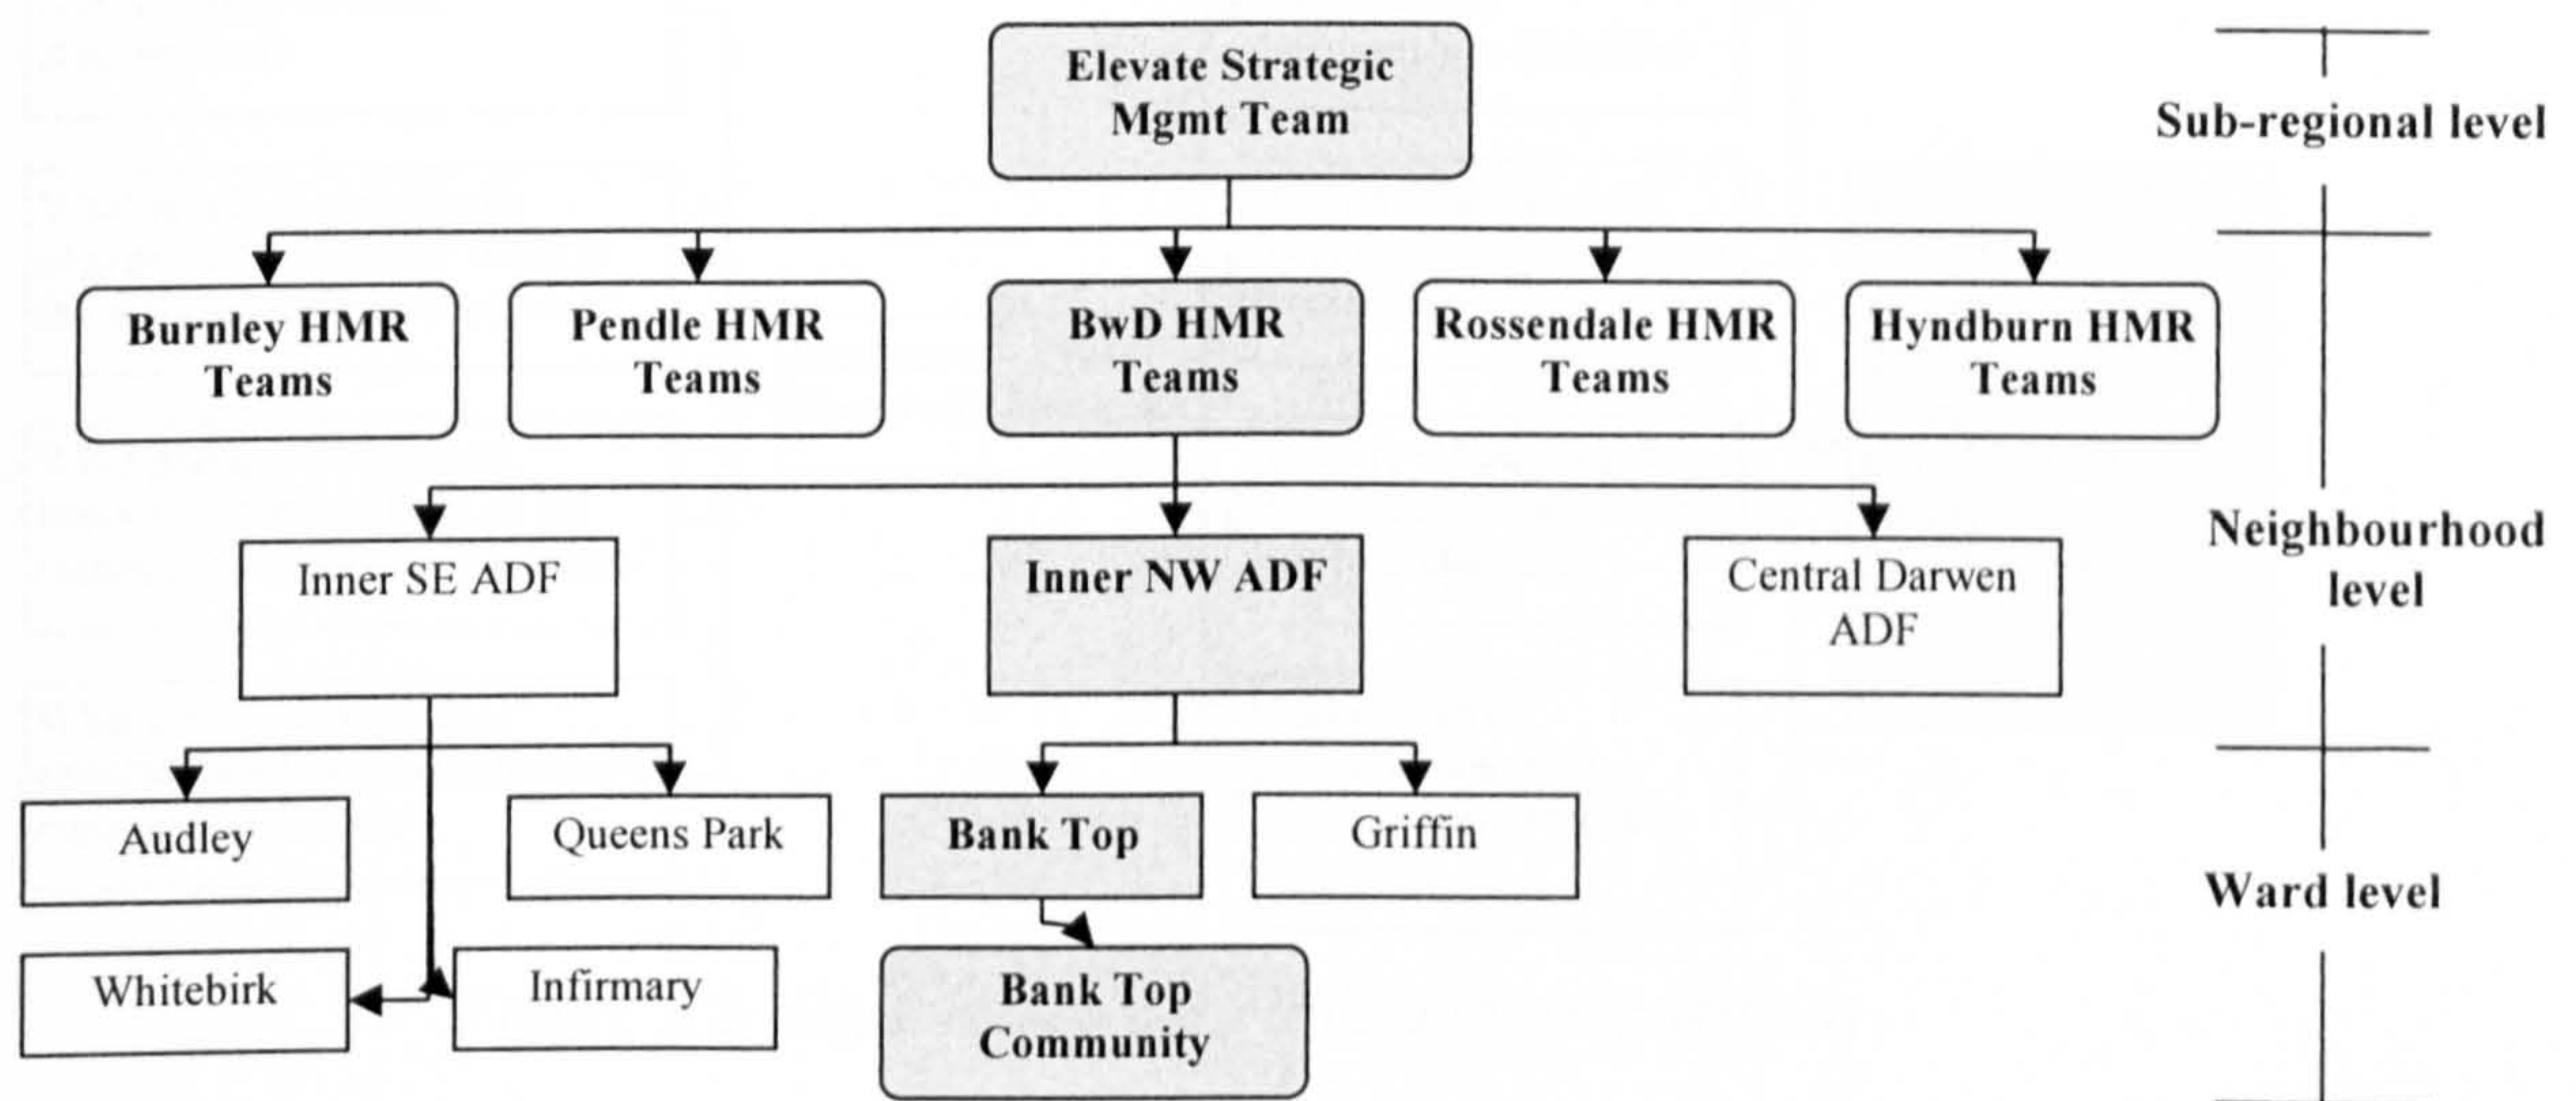 Elevate Strategic
Mgmt Team
Sub-regional level
Burnley HMR
Teams
Pendle HMR
Teams
BwD HMR
Teams
Rossendale HMR
Teams
Hyndburn HMR
Teams
Inner SE ADF
Inner NW ADF
Central Darwen
ADF
Neighbourhood
level
Audley
Queens Park
Bank Top
Griffin
Ward level
Whitebirk
Infirmary
Bank Top
Community